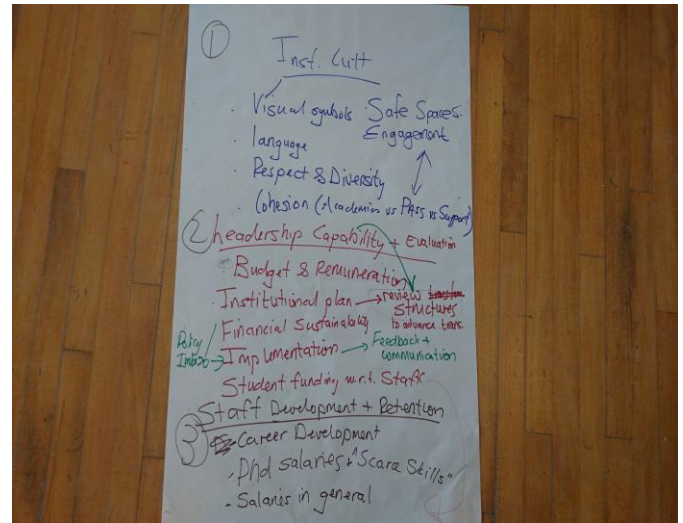 1
Inst. Cult
. Visual symbols . Safe Spaces.
Engagement
. language
. Respect & Diversity
. Cohesion (Academics vs PASS vs Support)
2 Leadership Capability + Evaluation
. Budget & Remuneration
. Institutional plan → review
structures
to advance trans.
Financial Sustainability
Policy
→ Implementation → Feedback +
communication
Student funding w.r.t. Staff
Staff Development + Retention
3
- Career Development
- PhD salaries + "Scarce Skills"
- Salaries in general